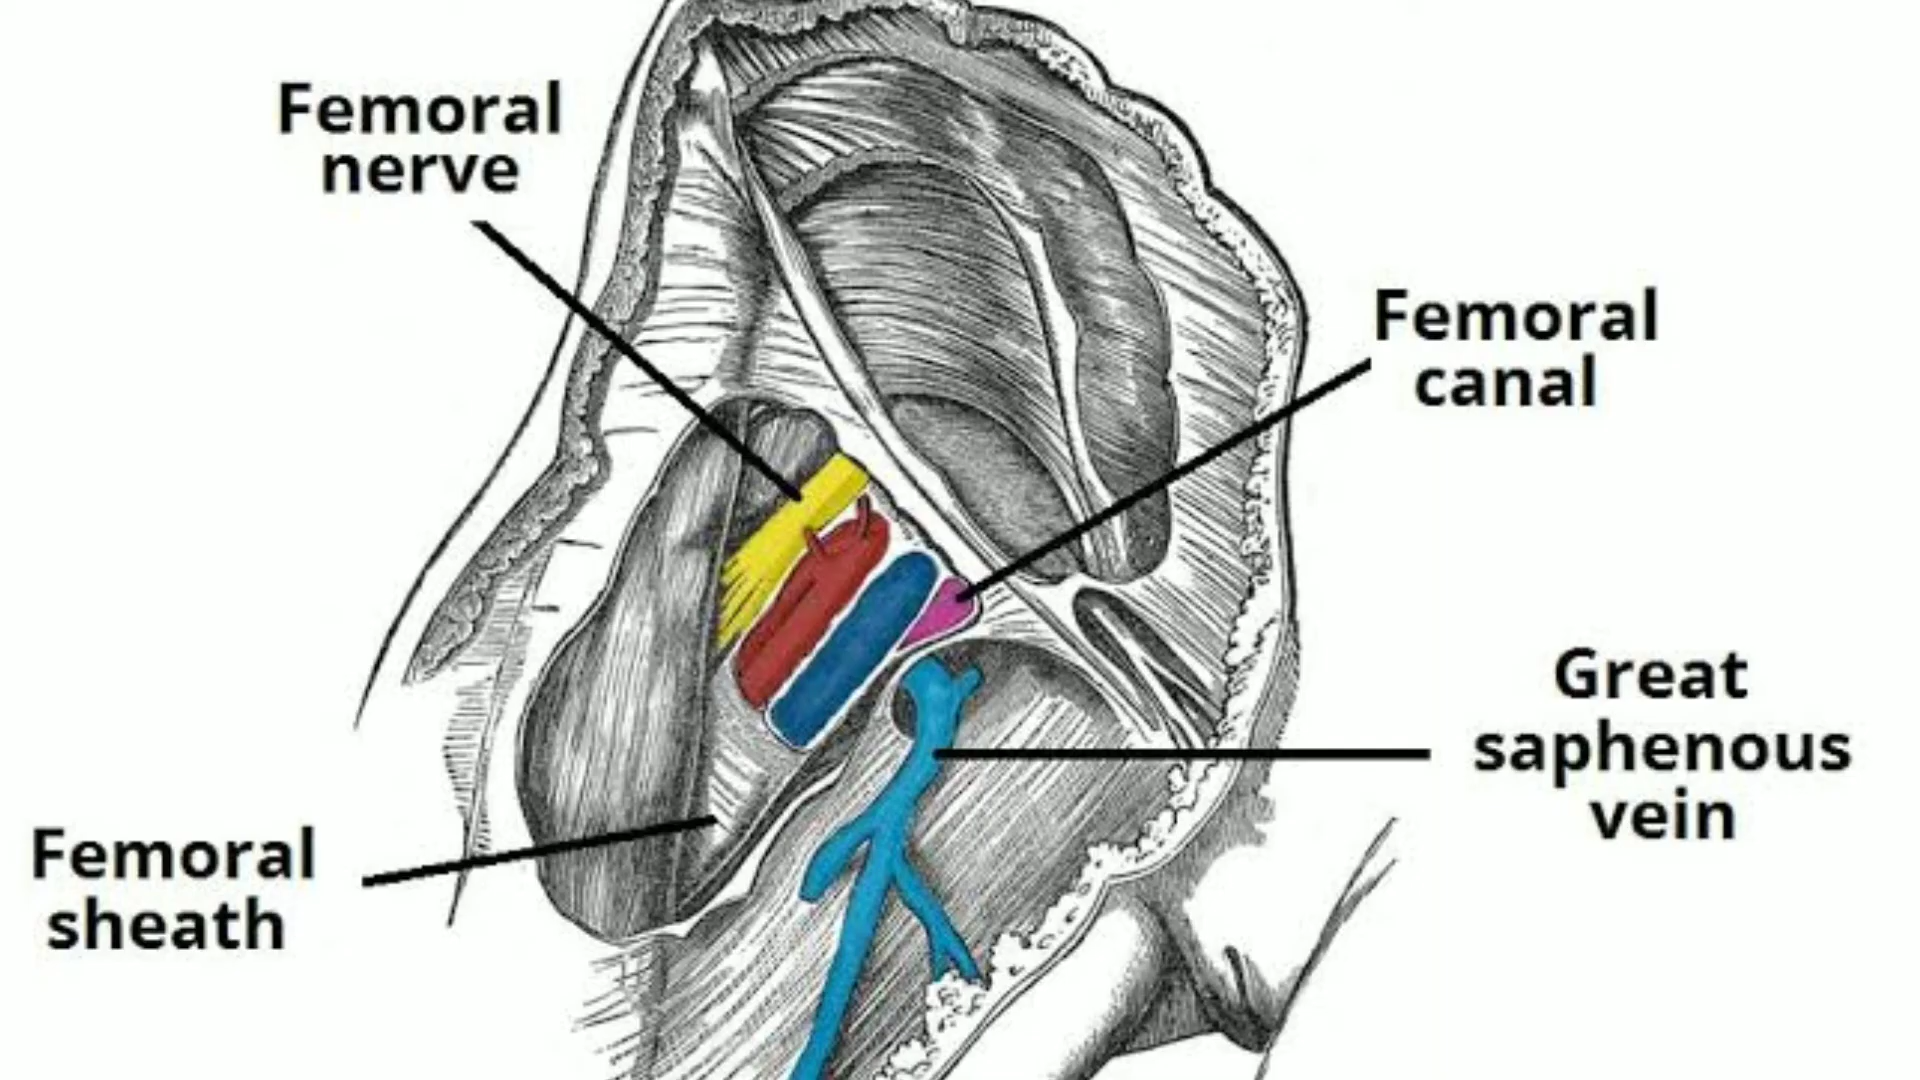 Femoral
nerve
Femoral
canal
Great
saphenous
vein
Femoral
sheath